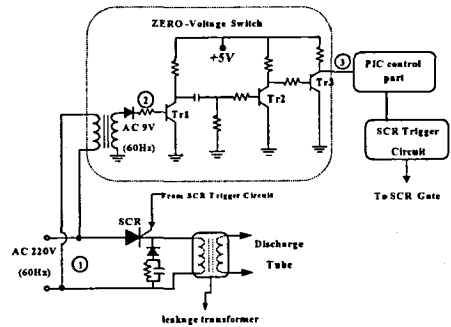 ZERO-Voltage Switch
+5V
③
PIC control
part
②
Tr1
Tr2
Tr3
AC 9V
(60Hz)
SCR Trigger
Circuit
To SCR Gate
From SCR Trigger Circuit
SCR
AC 220V
(60Hz)
①
Discharge
Tube
leakage transformer